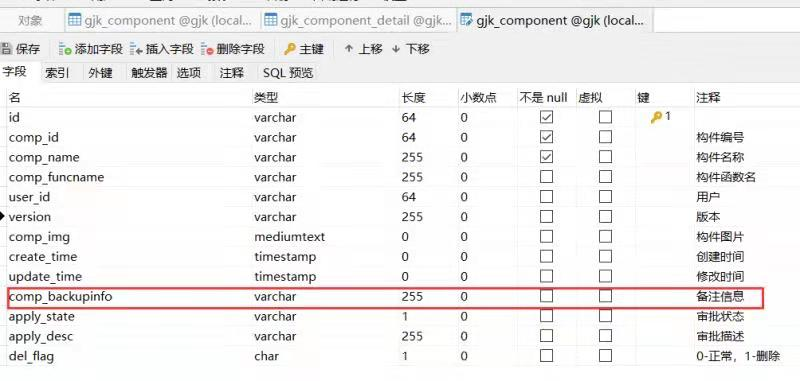 对象 gjk_component @gjk (local... gjk_component_detail @gjk... gjk_component @gjk (local...
保存 添加字段 插入字段 删除字段 主键 上移 下移
字段 索引 外键 触发器 选项 注释 SQL 预览
名 类型 长度 小数点 不是 null 虚拟 键 注释
id varchar 64 0 1
comp_id varchar 64 0 构件编号
comp_name varchar 255 0 构件名称
comp_funcname varchar 255 0 构件函数名
user_id varchar 64 0 用户
version varchar 255 0 版本
comp_img mediumtext 0 0 构件图片
create_time timestamp 0 0 创建时间
update_time timestamp 0 0 修改时间
comp_backupinfo varchar 255 0 备注信息
apply_state varchar 1 0 审批状态
apply_desc varchar 255 0 审批描述
del_flag char 1 0 0-正常，1-删除